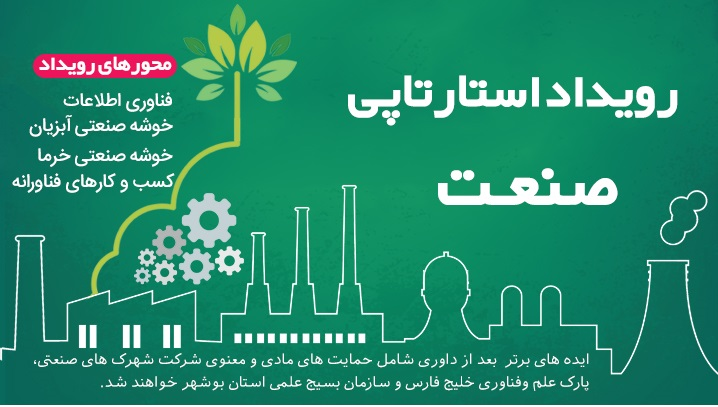 رویداد استارتاپی
صنعت
محورهای رویداد
فناوری اطلاعات
خوشه صنعتی آبزیان
خوشه صنعتی خرما
کسب و کارهای فناورانه
ایده های برتر بعد از داوری شامل حمایت های مادی و معنوی شرکت شهرک های صنعتی،
پارک علم وفناوری خلیج فارس و سازمان بسیج علمی استان بوشهر خواهند شد.